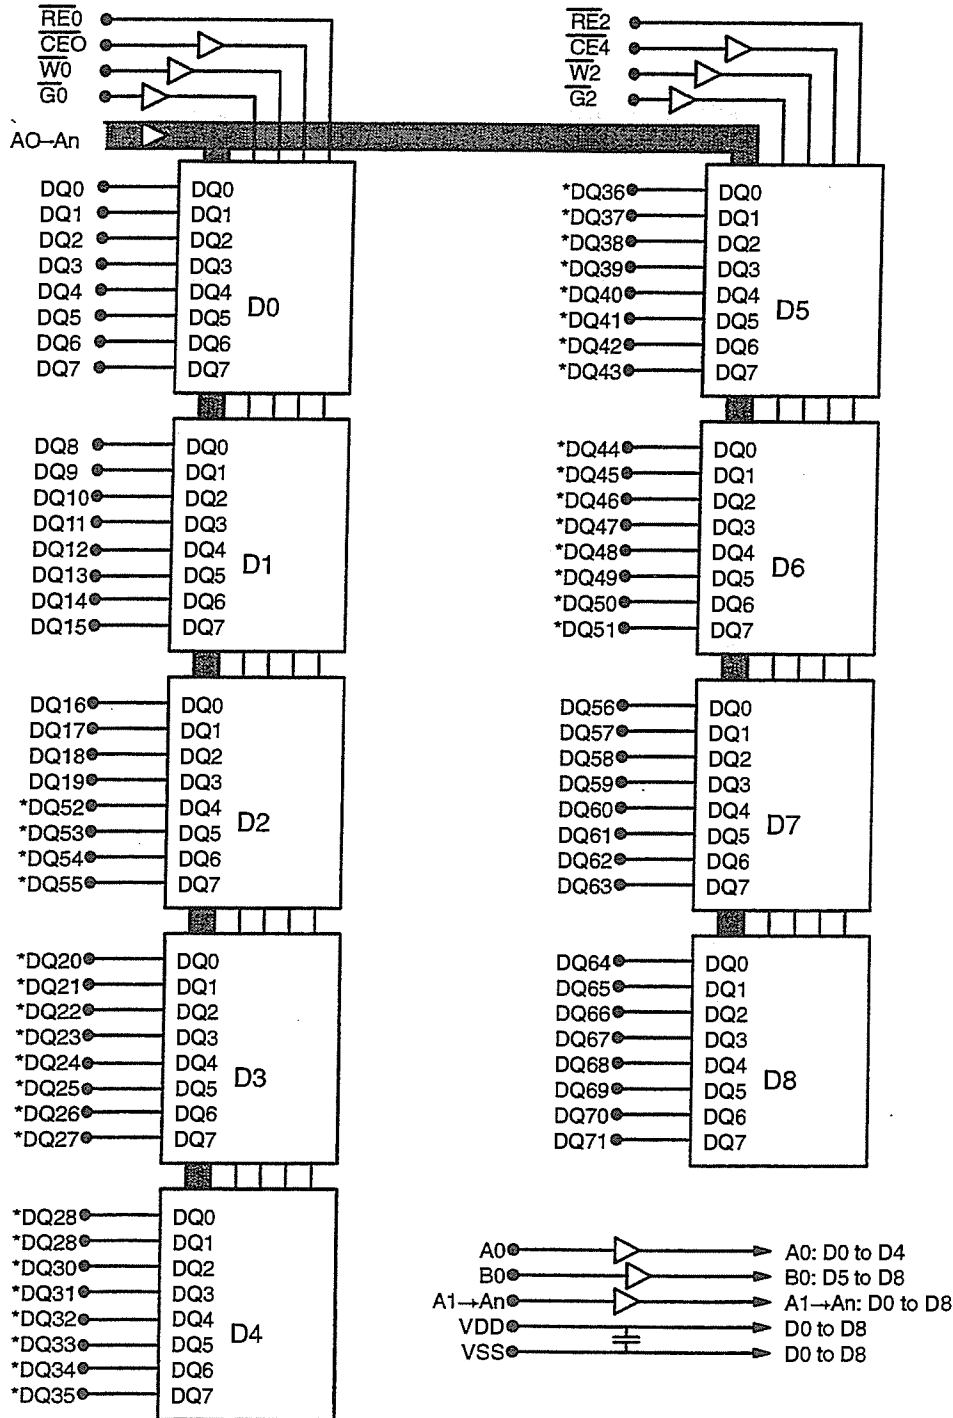 RE0
CEO
W0
G0
AO→An
DQ0 DQ0
DQ1 DQ1
DQ2 DQ2
DQ3 DQ3
DQ4 DQ4
DQ5 DQ5
DQ6 DQ6
DQ7 DQ7
D0
DQ8 DQ0
DQ9 DQ1
DQ10 DQ2
DQ11 DQ3
DQ12 DQ4
DQ13 DQ5
DQ14 DQ6
DQ15 DQ7
D1
DQ16 DQ0
DQ17 DQ1
DQ18 DQ2
DQ19 DQ3
*DQ52 DQ4
*DQ53 DQ5
*DQ54 DQ6
*DQ55 DQ7
D2
*DQ20 DQ0
*DQ21 DQ1
*DQ22 DQ2
*DQ23 DQ3
*DQ24 DQ4
*DQ25 DQ5
*DQ26 DQ6
*DQ27 DQ7
D3
*DQ28 DQ0
*DQ28 DQ1
*DQ30 DQ2
*DQ31 DQ3
*DQ32 DQ4
*DQ33 DQ5
*DQ34 DQ6
*DQ35 DQ7
D4
RE2
CE4
W2
G2
*DQ36 DQ0
*DQ37 DQ1
*DQ38 DQ2
*DQ39 DQ3
*DQ40 DQ4
*DQ41 DQ5
*DQ42 DQ6
*DQ43 DQ7
D5
*DQ44 DQ0
*DQ45 DQ1
*DQ46 DQ2
*DQ47 DQ3
*DQ48 DQ4
*DQ49 DQ5
*DQ50 DQ6
*DQ51 DQ7
D6
DQ56 DQ0
DQ57 DQ1
DQ58 DQ2
DQ59 DQ3
DQ60 DQ4
DQ61 DQ5
DQ62 DQ6
DQ63 DQ7
D7
DQ64 DQ0
DQ65 DQ1
DQ66 DQ2
DQ67 DQ3
DQ68 DQ4
DQ69 DQ5
DQ70 DQ6
DQ71 DQ7
D8
A0 A0: D0 to D4
B0 B0: D5 to D8
A1→An A1→An: D0 to D8
VDD D0 to D8
VSS D0 to D8